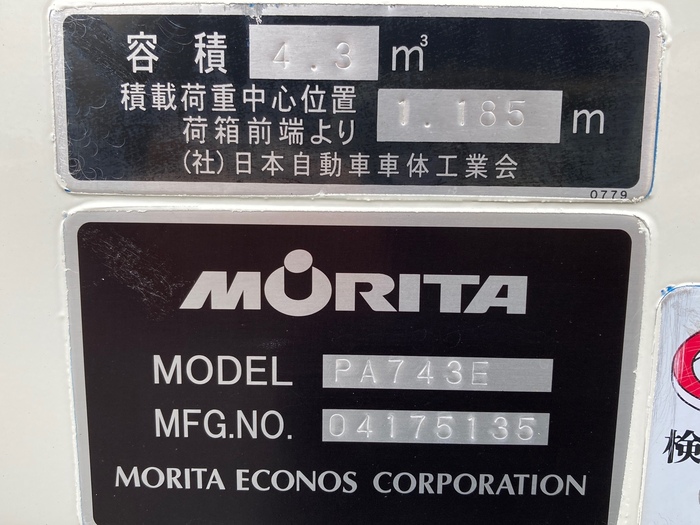 容積 4.3 m³
積載荷重中心位置
荷箱前端より 1.185 m
(社)日本自動車車体工業会
0779
MORITA
MODEL PA743E
MFG.NO. 04175135
MORITA ECONOS CORPORATION
検